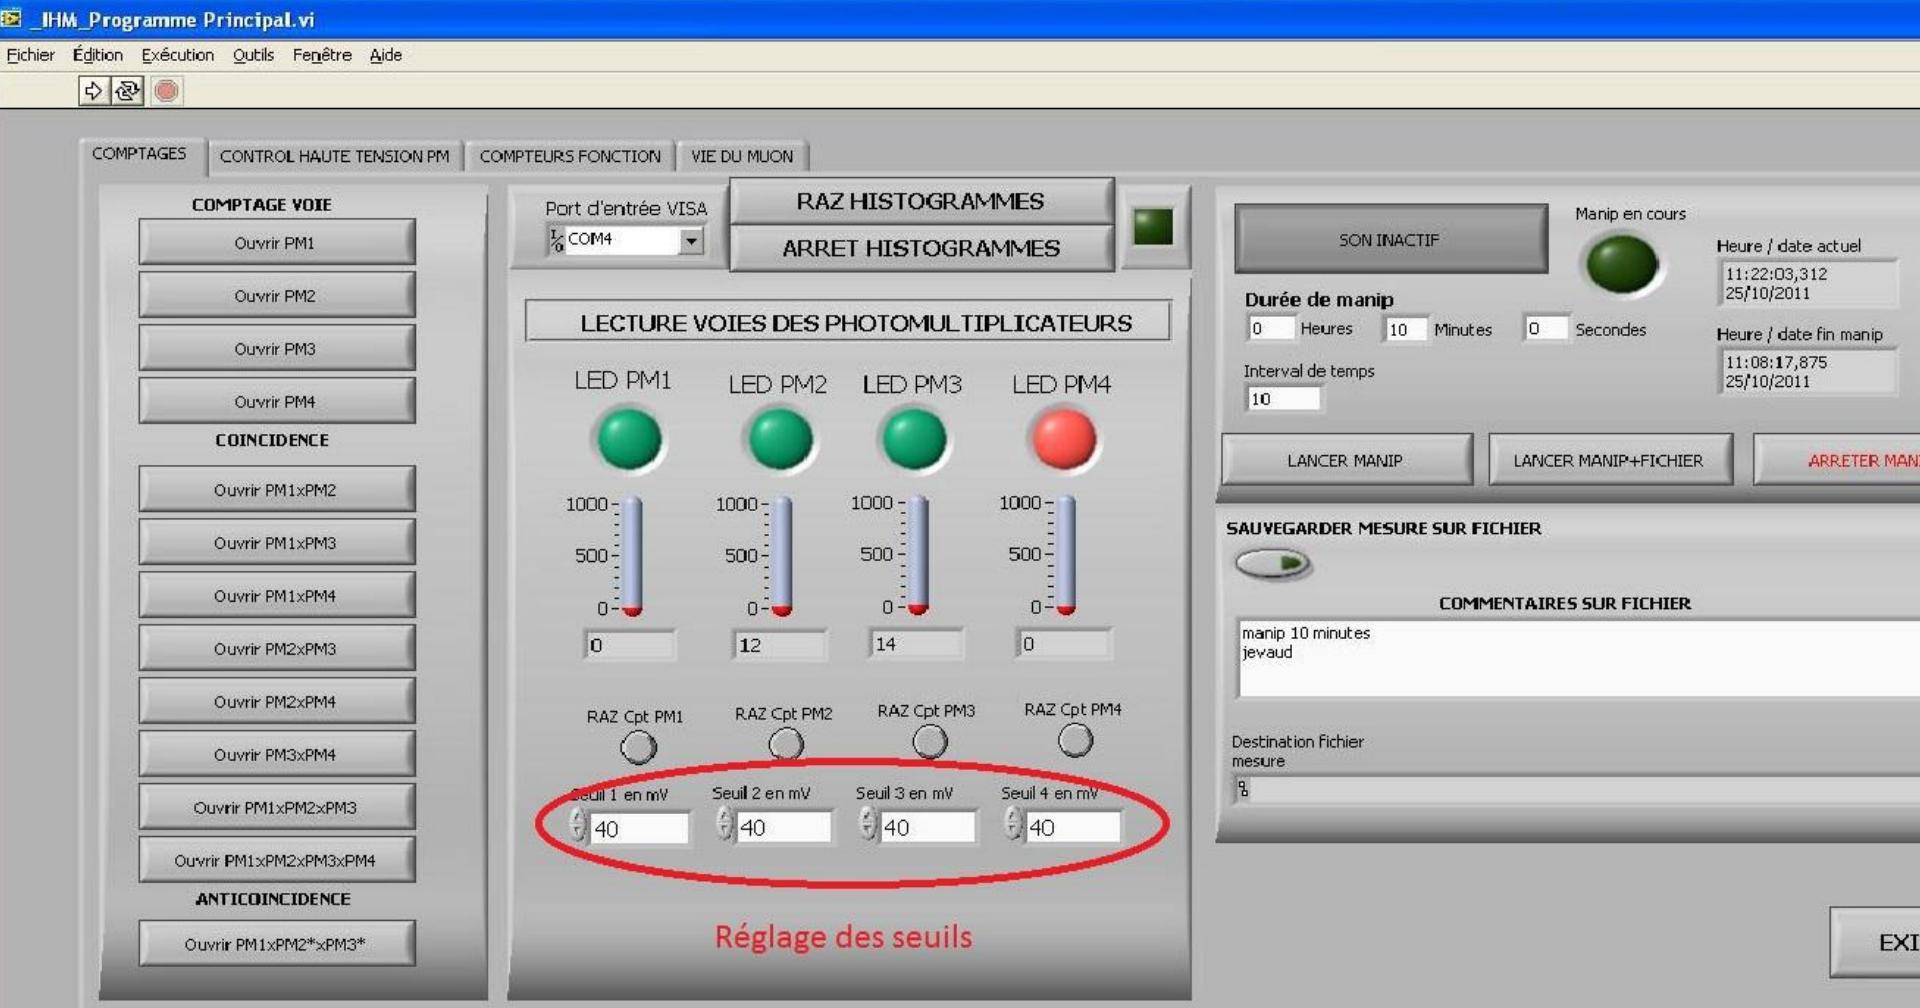 _IHM_Programme Principal.vi
Fichier Édition Exécution Outils Fenêtre Aide
COMPTAGES CONTROL HAUTE TENSION PM COMPTEURS FONCTION VIE DU MUON
COMPTAGE VOIE
Ouvrir PM1
Ouvrir PM2
Ouvrir PM3
Ouvrir PM4
COINCIDENCE
Ouvrir PM1xPM2
Ouvrir PM1xPM3
Ouvrir PM1xPM4
Ouvrir PM2xPM3
Ouvrir PM2xPM4
Ouvrir PM3xPM4
Ouvrir PM1xPM2xPM3
Ouvrir PM1xPM2xPM3xPM4
ANTICOINCIDENCE
Ouvrir PM1xPM2*xPM3*
Port d'entrée VISA
COM4
RAZ HISTOGRAMMES
ARRET HISTOGRAMMES
LECTURE VOIES DES PHOTOMULTIPLICATEURS
LED PM1 LED PM2 LED PM3 LED PM4
1000 1000 1000 1000
500 500 500 500
0 0 0 0
0 12 14 0
RAZ Cpt PM1 RAZ Cpt PM2 RAZ Cpt PM3 RAZ Cpt PM4
Seuil 1 en mV Seuil 2 en mV Seuil 3 en mV Seuil 4 en mV
40 40 40 40
Réglage des seuils
SON INACTIF
Manip en cours
Heure / date actuel
11:22:03,312
25/10/2011
Durée de manip
0 Heures 10 Minutes 0 Secondes
Heure / date fin manip
11:08:17,875
25/10/2011
Interval de temps
10
LANCER MANIP LANCER MANIP+FICHIER ARRETER MANI
SAUVEGARDER MESURE SUR FICHIER
COMMENTAIRES SUR FICHIER
manip 10 minutes
jevaud
Destination fichier
mesure
EXI